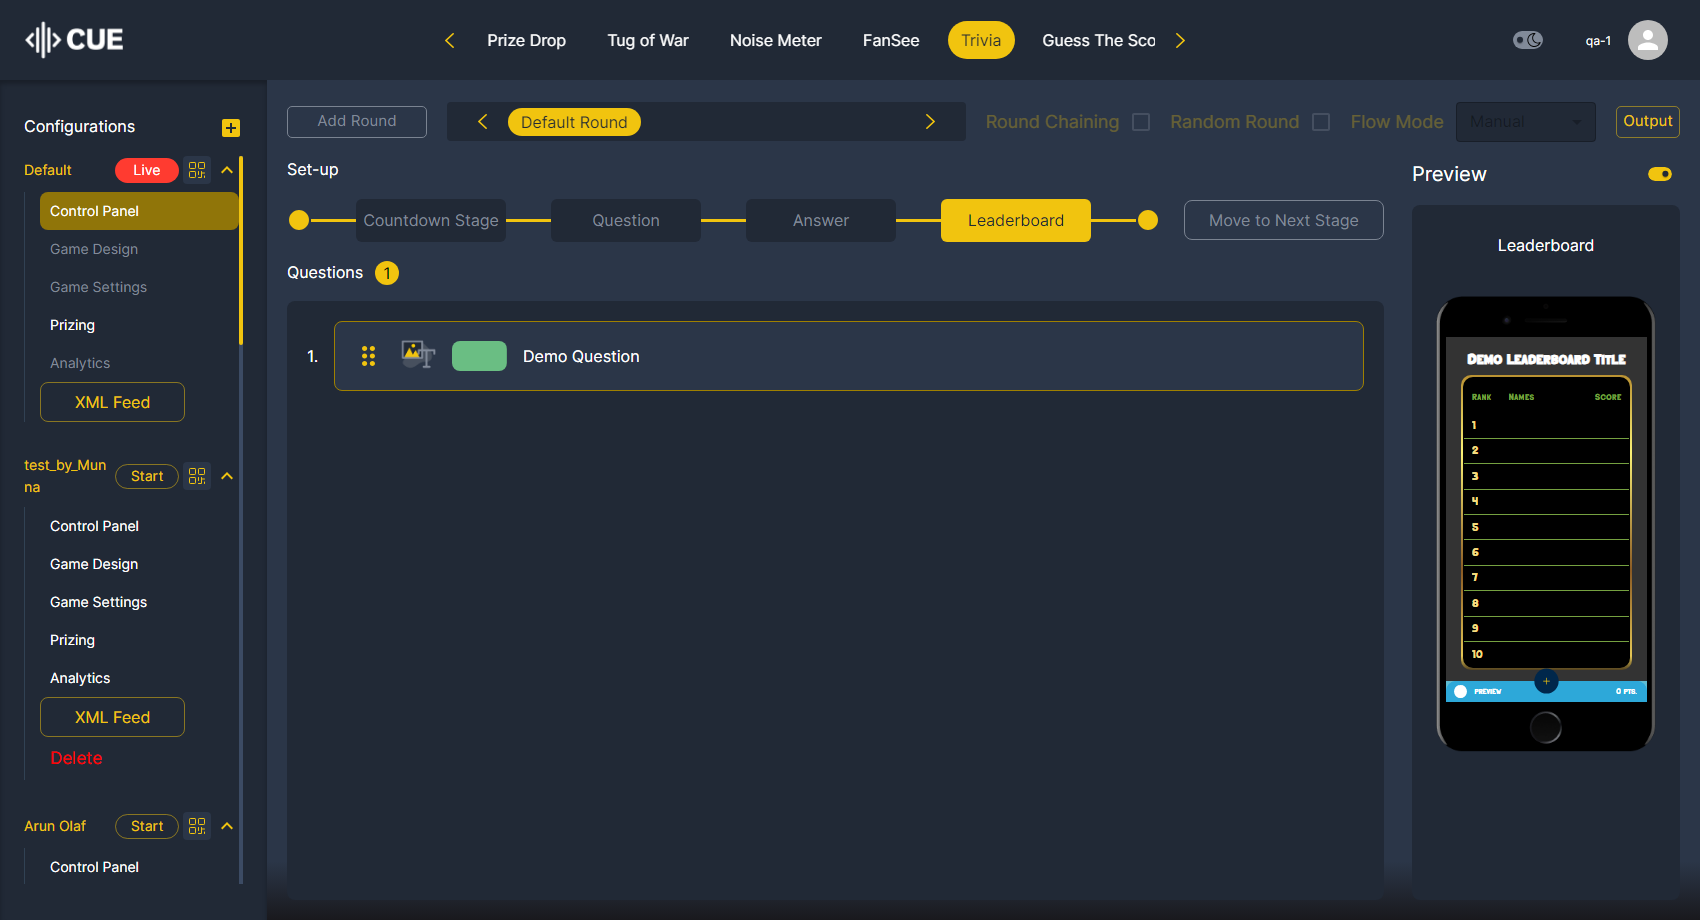 CUE
Prize Drop
Tug of War
Noise Meter
FanSee
Trivia
Guess The Sco
qa-1
Configurations
Default
Live
Control Panel
Game Design
Game Settings
Prizing
Analytics
XML Feed
test_by_Mun
na
Start
Control Panel
Game Design
Game Settings
Prizing
Analytics
XML Feed
Delete
Arun Olaf
Start
Control Panel
Add Round
Default Round
Round Chaining
Random Round
Flow Mode
Manual
Output
Set-up
Countdown Stage
Question
Answer
Leaderboard
Move to Next Stage
Questions 1
1.
Demo Question
Preview
Leaderboard
Demo Leaderboard Title
Rank Names Score
1
2
3
4
5
6
7
8
9
10
PREVIEW
0 PTS.